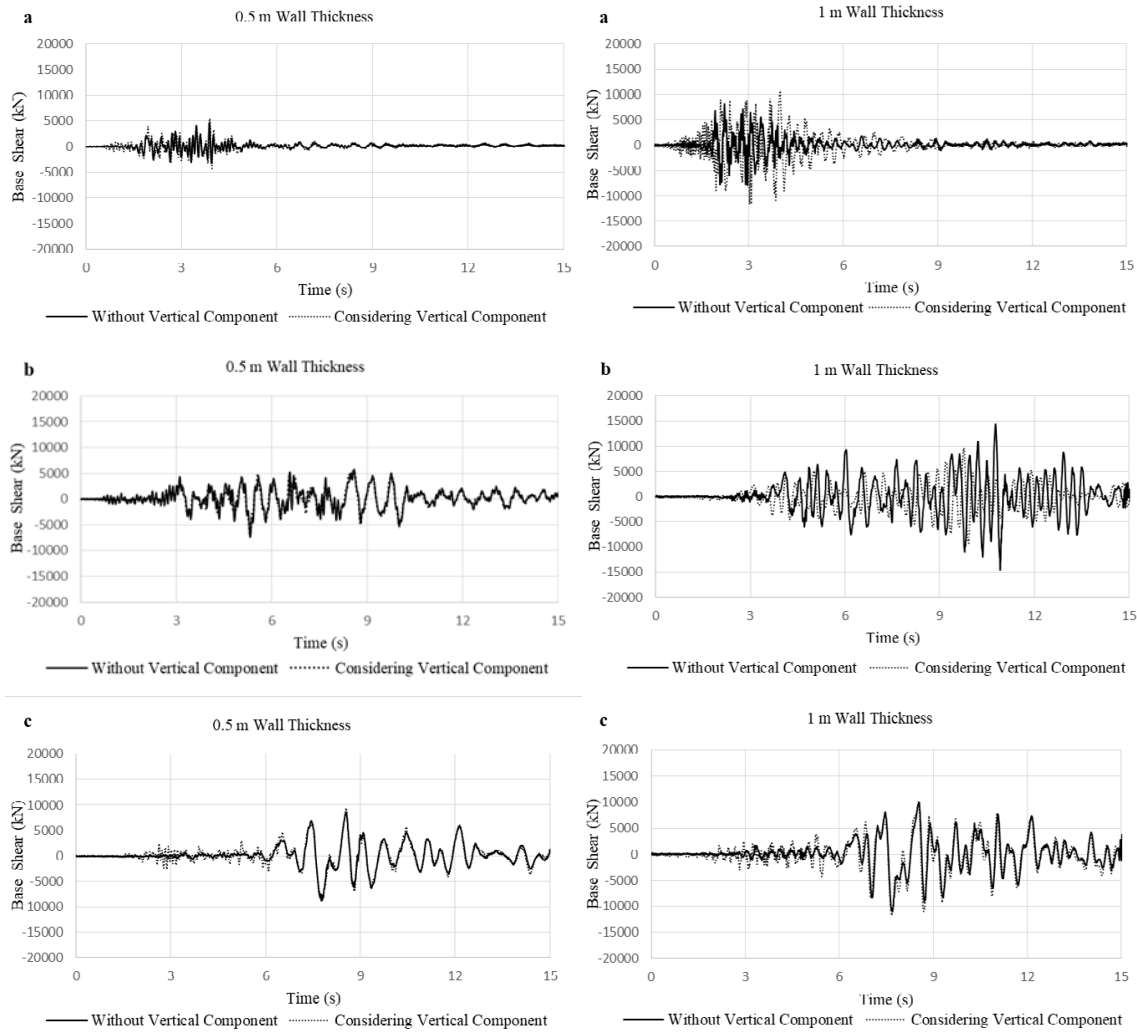 a
0.5 m Wall Thickness
20000
15000
10000
5000
0
-5000
-10000
-15000
-20000
Base Shear (kN)
0 3 6 9 12 15
Time (s)
Without Vertical Component Considering Vertical Component
a
1 m Wall Thickness
20000
15000
10000
5000
0
-5000
-10000
-15000
-20000
Base Shear (kN)
0 3 6 9 12 15
Time (s)
Without Vertical Component Considering Vertical Component
b
0.5 m Wall Thickness
20000
15000
10000
5000
0
-5000
-10000
-15000
-20000
Base Shear (kN)
0 3 6 9 12 15
Time (s)
Without Vertical Component Considering Vertical Component
b
1 m Wall Thickness
20000
15000
10000
5000
0
-5000
-10000
-15000
-20000
Base Shear (kN)
0 3 6 9 12 15
Time (s)
Without Vertical Component Considering Vertical Component
c
0.5 m Wall Thickness
20000
15000
10000
5000
0
-5000
-10000
-15000
-20000
Base Shear (kN)
0 3 6 9 12 15
Time (s)
Without Vertical Component Considering Vertical Component
c
1 m Wall Thickness
20000
15000
10000
5000
0
-5000
-10000
-15000
-20000
Base Shear (kN)
0 3 6 9 12 15
Time (s)
Without Vertical Component Considering Vertical Component